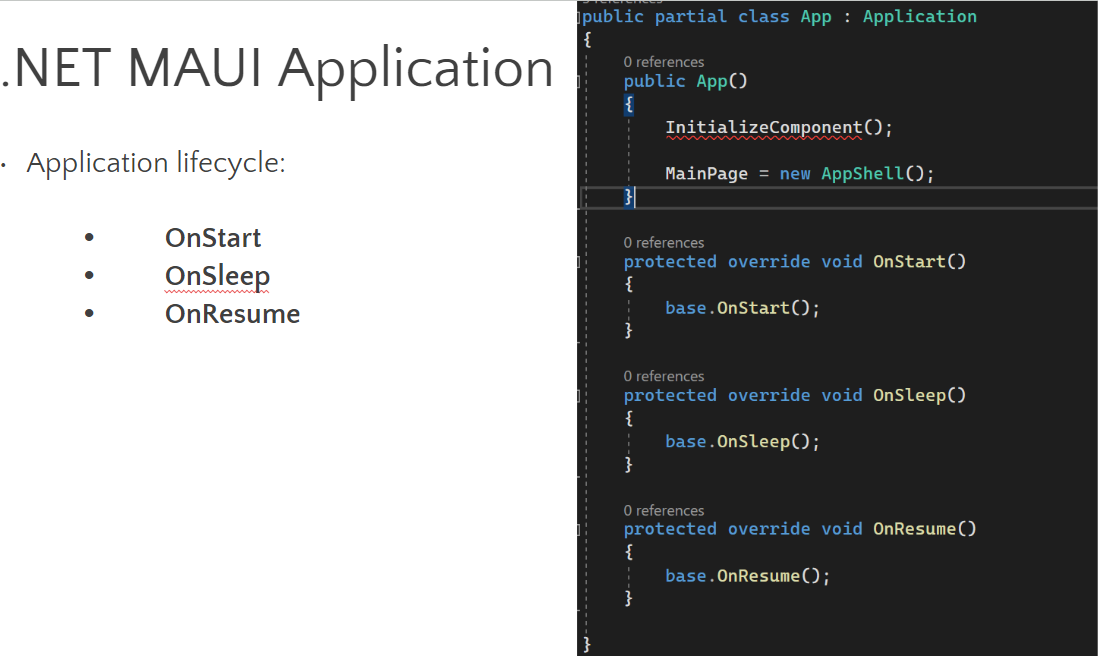 .NET MAUI Application
· Application lifecycle:
• OnStart
• OnSleep
• OnResume
public partial class App : Application
{
0 references
public App()
{
InitializeComponent();
MainPage = new AppShell();
}
0 references
protected override void OnStart()
{
base.OnStart();
}
0 references
protected override void OnSleep()
{
base.OnSleep();
}
0 references
protected override void OnResume()
{
base.OnResume();
}
}